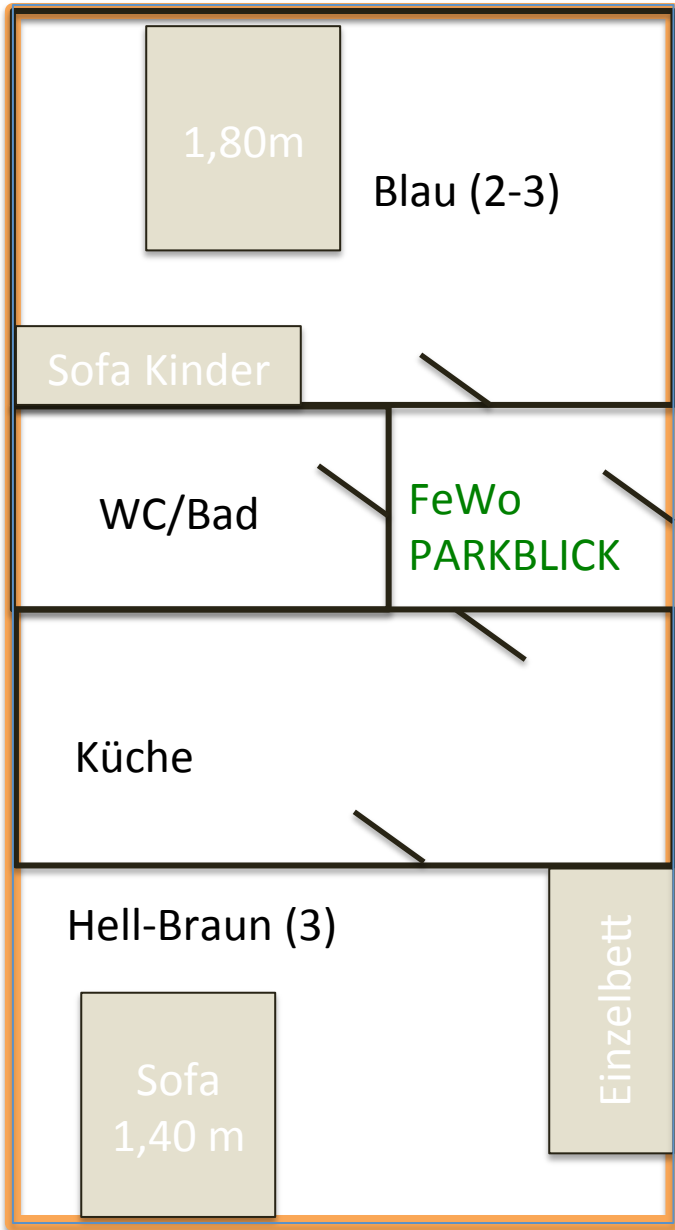 1,80m
Blau (2-3)
Sofa Kinder
WC/Bad
FeWo
PARKBLICK
Küche
Hell-Braun (3)
Einzelbett
Sofa
1,40 m